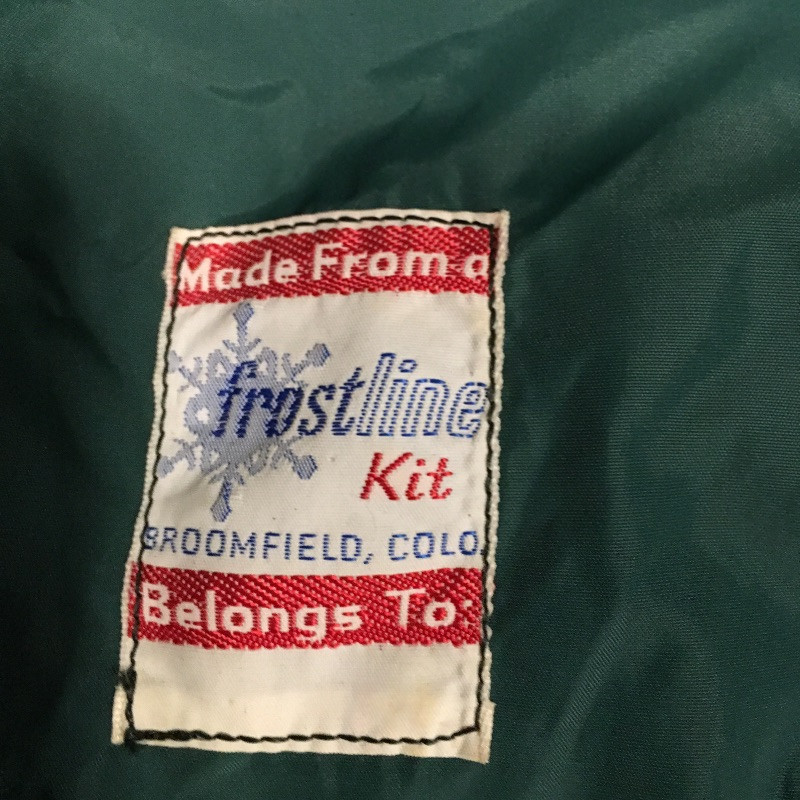 Made From a
frostline
Kit
BROOMFIELD, COLO
Belongs To: